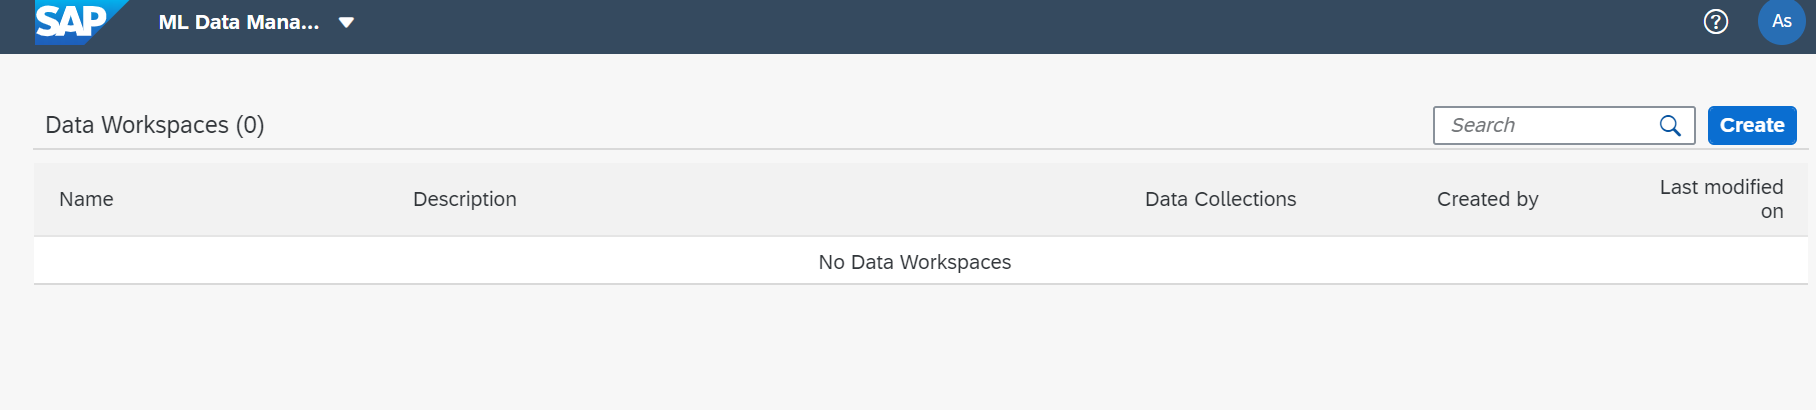 SAP ML Data Mana... As
Data Workspaces (0) Search Create
Name Description Data Collections Created by Last modified on
No Data Workspaces